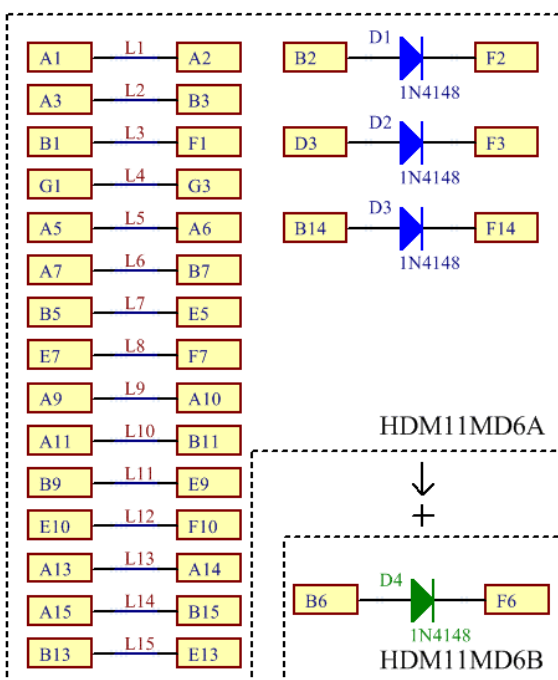 L1
A1 A2
L2
A3 B3
L3
B1 F1
L4
G1 G3
L5
A5 A6
L6
A7 B7
L7
B5 E5
L8
E7 F7
L9
A9 A10
L10
A11 B11
L11
B9 E9
L12
E10 F10
L13
A13 A14
L14
A15 B15
L15
B13 E13
D1
B2 F2
1N4148
D2
D3 F3
1N4148
D3
B14 F14
1N4148
HDM11MD6A
+
D4
B6 F6
1N4148
HDM11MD6B